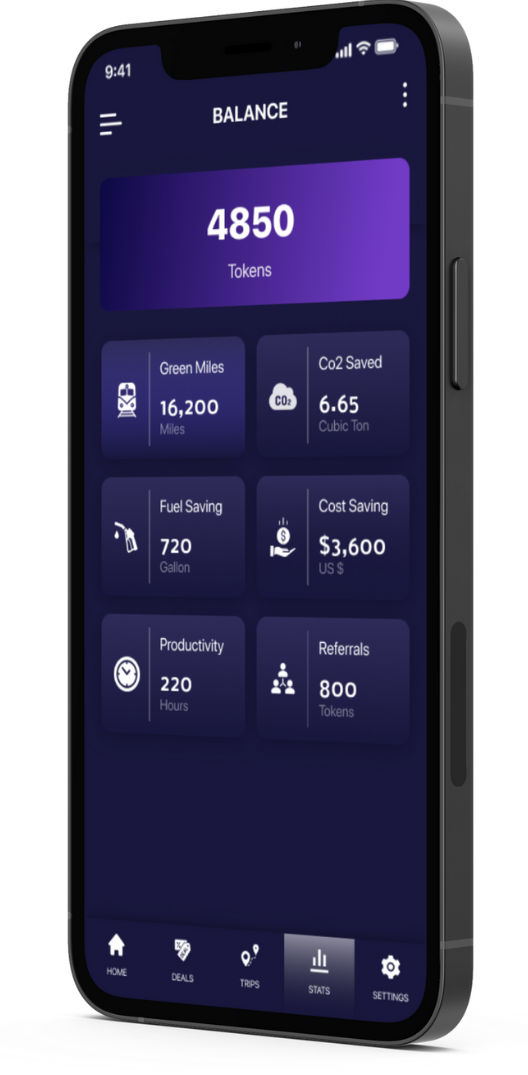 9:41
BALANCE
4850
Tokens
Green Miles
16,200
Miles
Co2 Saved
CO₂
6.65
Cubic Ton
Fuel Saving
720
Gallon
Cost Saving
$
$3,600
US $
Productivity
220
Hours
Referrals
800
Tokens
HOME
DEALS
TRIPS
STATS
SETTINGS